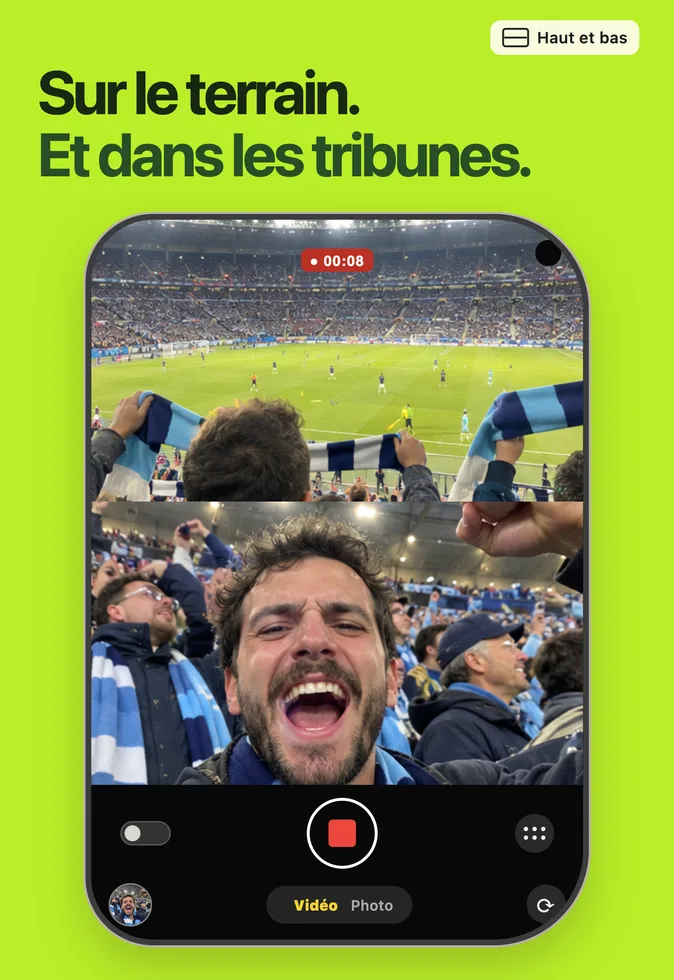 Haut et bas
Sur le terrain.
Et dans les tribunes.
00:08
Vidéo Photo